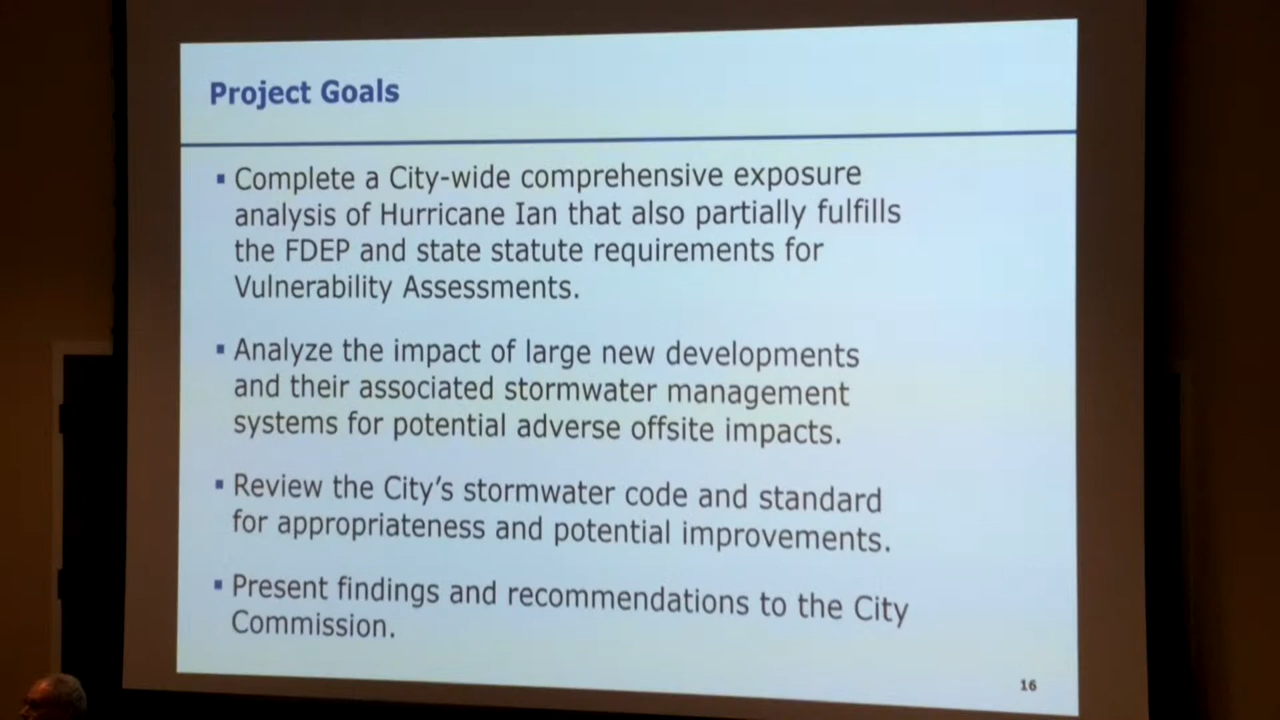 Project Goals
▪ Complete a City-wide comprehensive exposure
analysis of Hurricane Ian that also partially fulfills
the FDEP and state statute requirements for
Vulnerability Assessments.
▪ Analyze the impact of large new developments
and their associated stormwater management
systems for potential adverse offsite impacts.
▪ Review the City's stormwater code and standard
for appropriateness and potential improvements.
▪ Present findings and recommendations to the City
Commission.
16